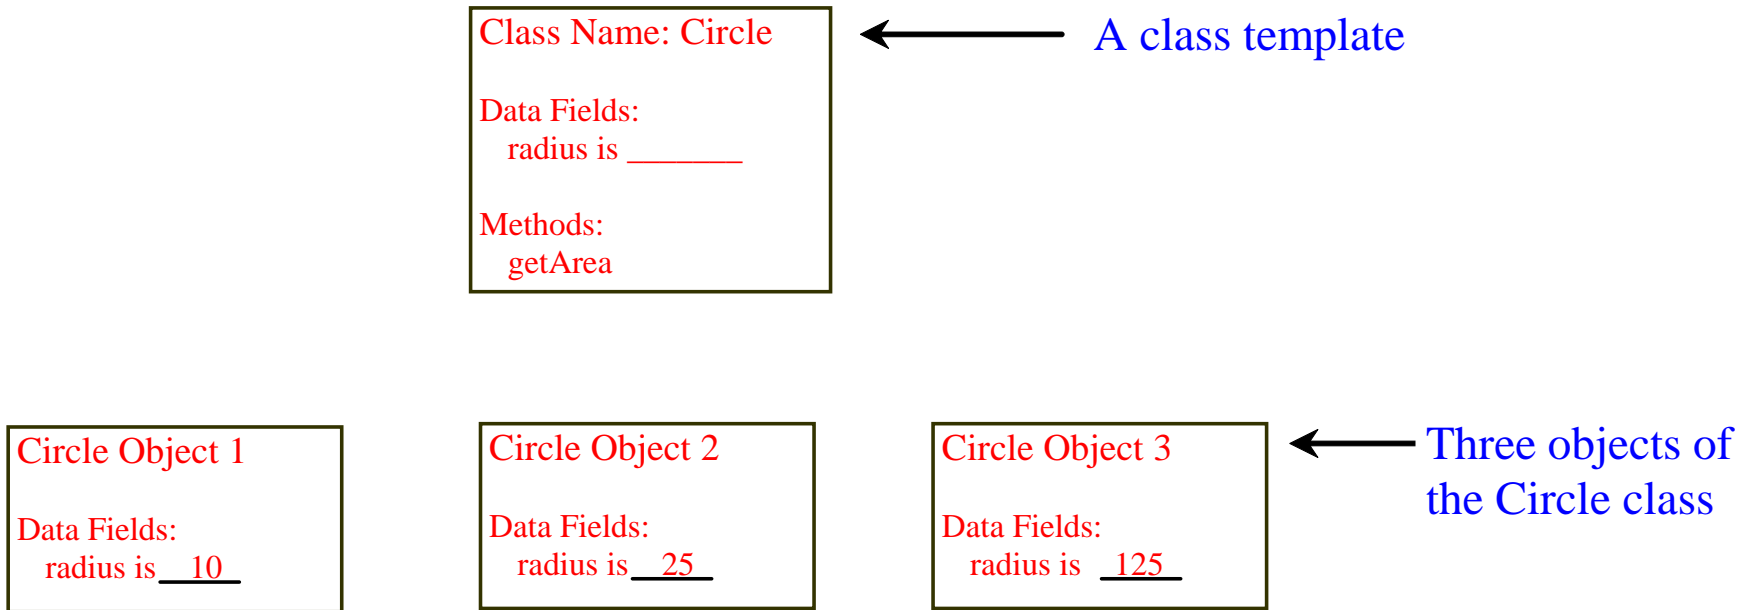 Class Name: Circle
A class template
Data Fields:
radius is _______
Methods:
getArea
Circle Object 1
Data Fields:
radius is 10
Circle Object 2
Data Fields:
radius is 25
Circle Object 3
Data Fields:
radius is 125
Three objects of
the Circle class